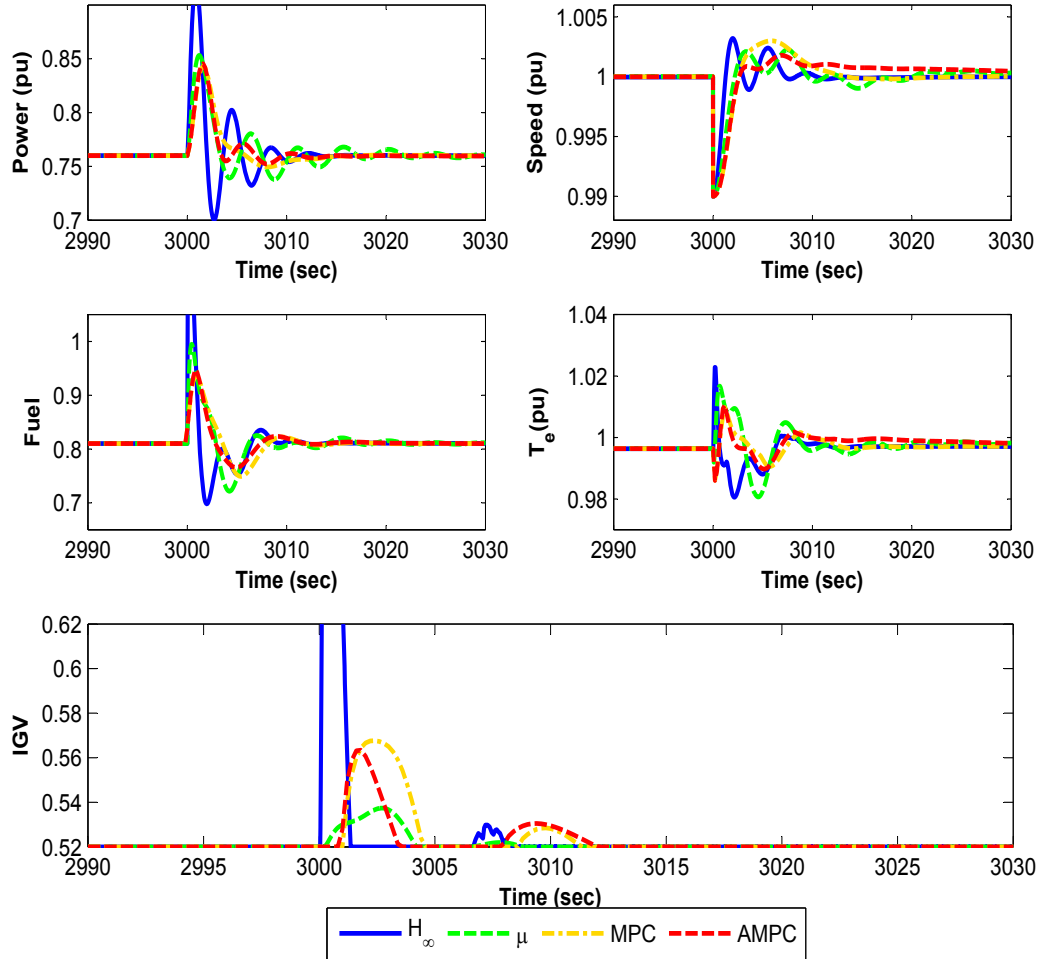 0.85
0.8
0.75
0.7
Power (pu)
2990 3000 3010 3020 3030
Time (sec)
1.005
1
0.995
0.99
Speed (pu)
2990 3000 3010 3020 3030
Time (sec)
1
0.9
0.8
0.7
Fuel
2990 3000 3010 3020 3030
Time (sec)
1.04
1.02
1
0.98
T_e(pu)
2990 3000 3010 3020 3030
Time (sec)
0.62
0.6
0.58
0.56
0.54
0.52
IGV
2990 2995 3000 3005 3010 3015 3020 3025 3030
Time (sec)
H∞ μ MPC AMPC